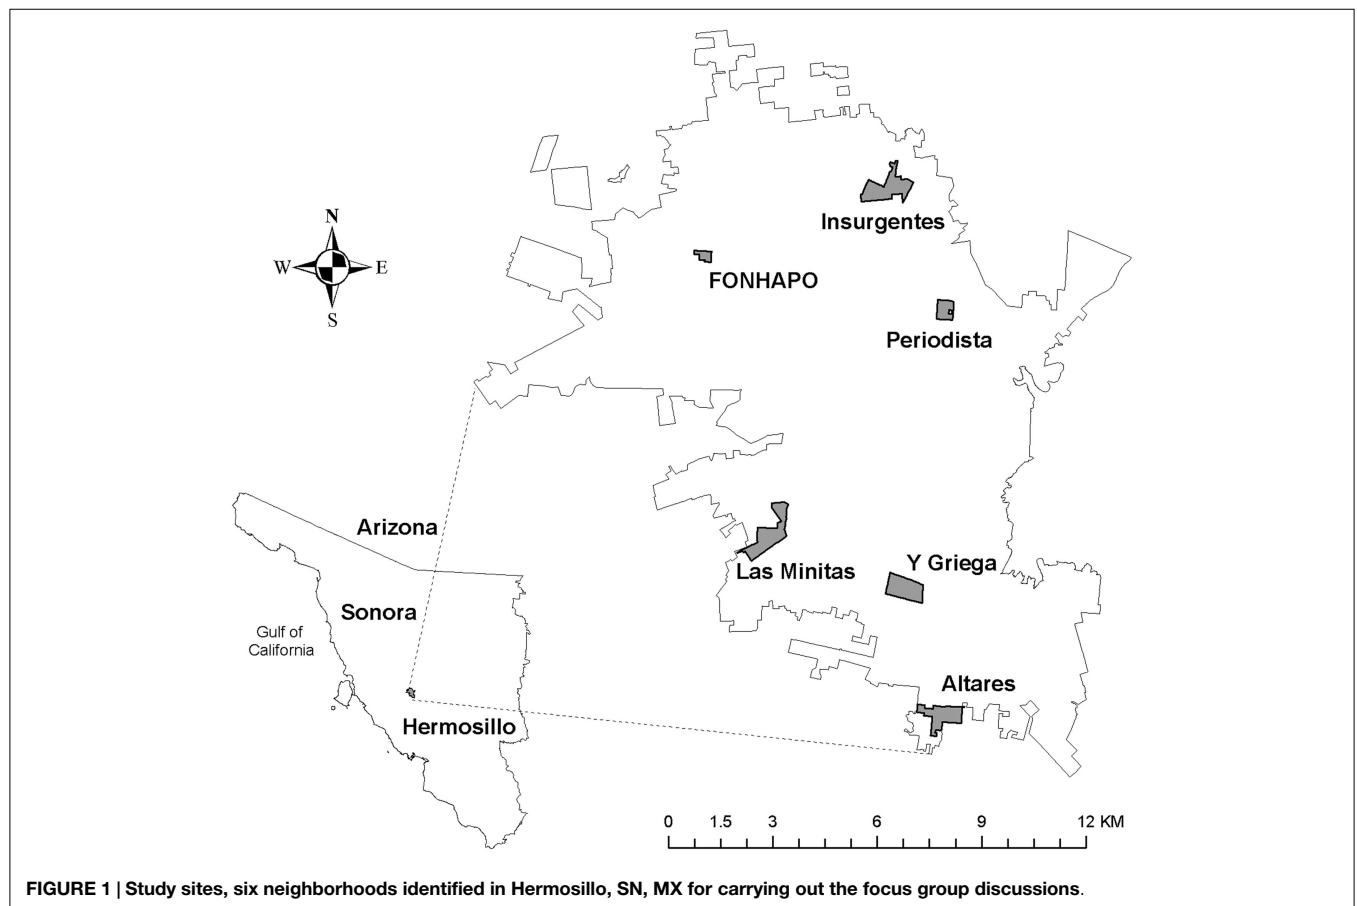 N
W
E
S
Insurgentes
FONHAPO
Periodista
Arizona
Sonora
Gulf of
California
Hermosillo
Las Minitas
Y Griega
Altares
0 1.5 3 6 9 12 KM
FIGURE 1 | Study sites, six neighborhoods identified in Hermosillo, SN, MX for carrying out the focus group discussions.